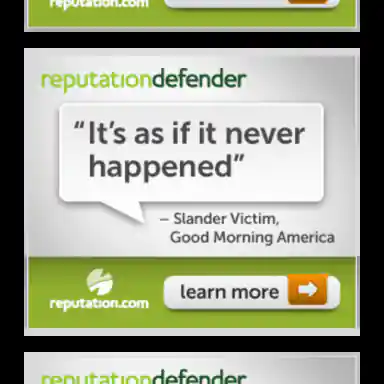 reputation.com
reputationdefender
“It’s as if it never
happened”
– Slander Victim,
Good Morning America
reputation.com
learn more
reputationdefender